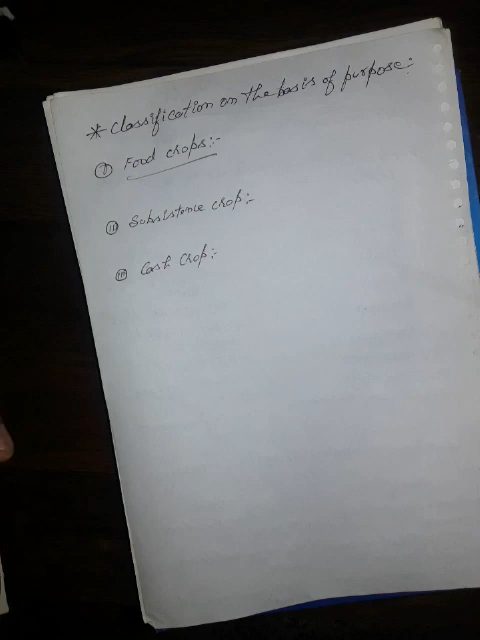 * Classification on the basis of purpose:-
(i) Food crops:-
(ii) Subsistence crop:-
(iii) Cash Crop:-